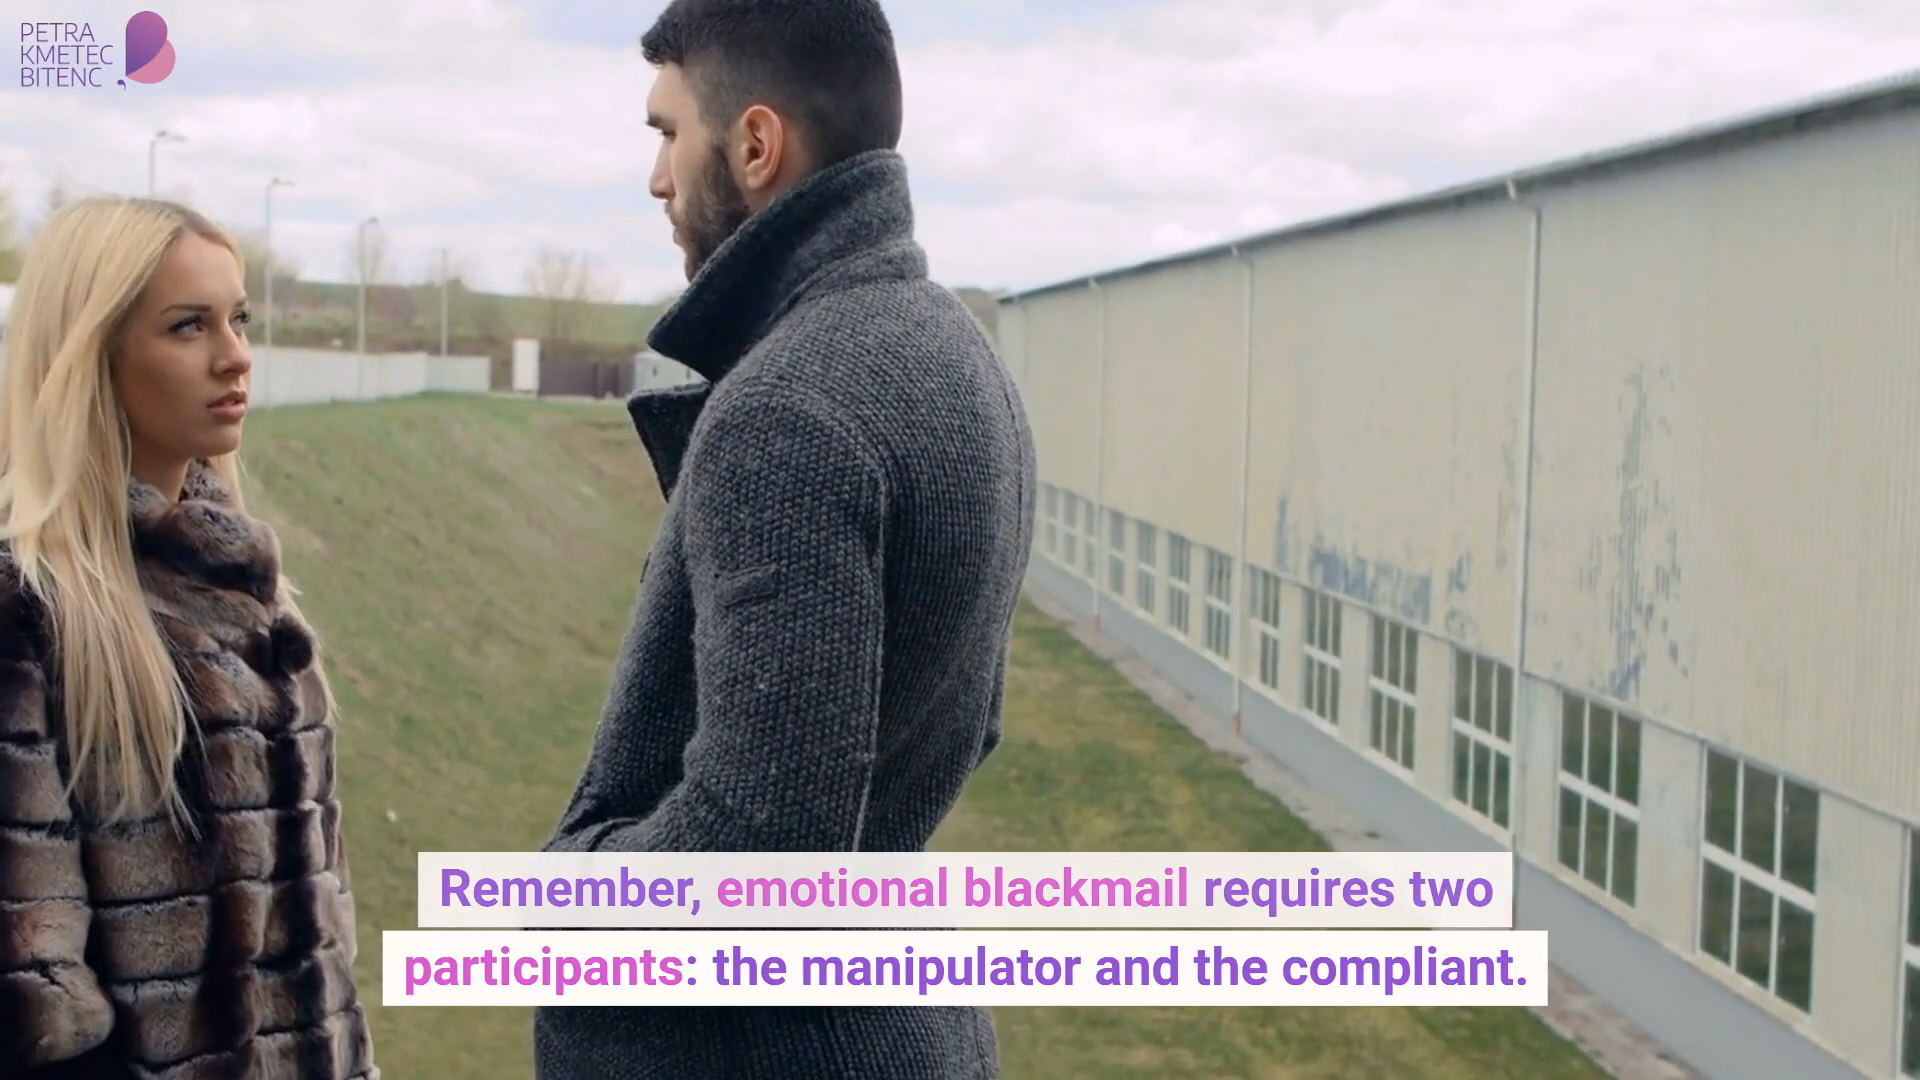 PETRA
KMETEC
BITENC
Remember, emotional blackmail requires two
participants: the manipulator and the compliant.